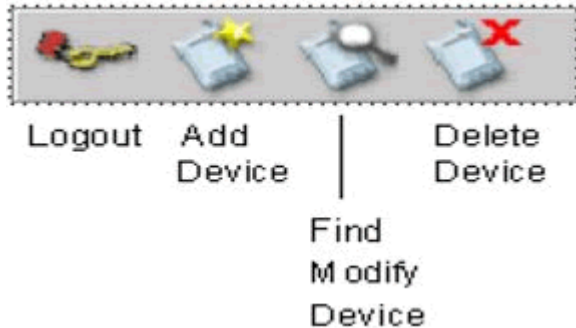 Logout
Add
Device
Find
Modify
Device
Delete
Device